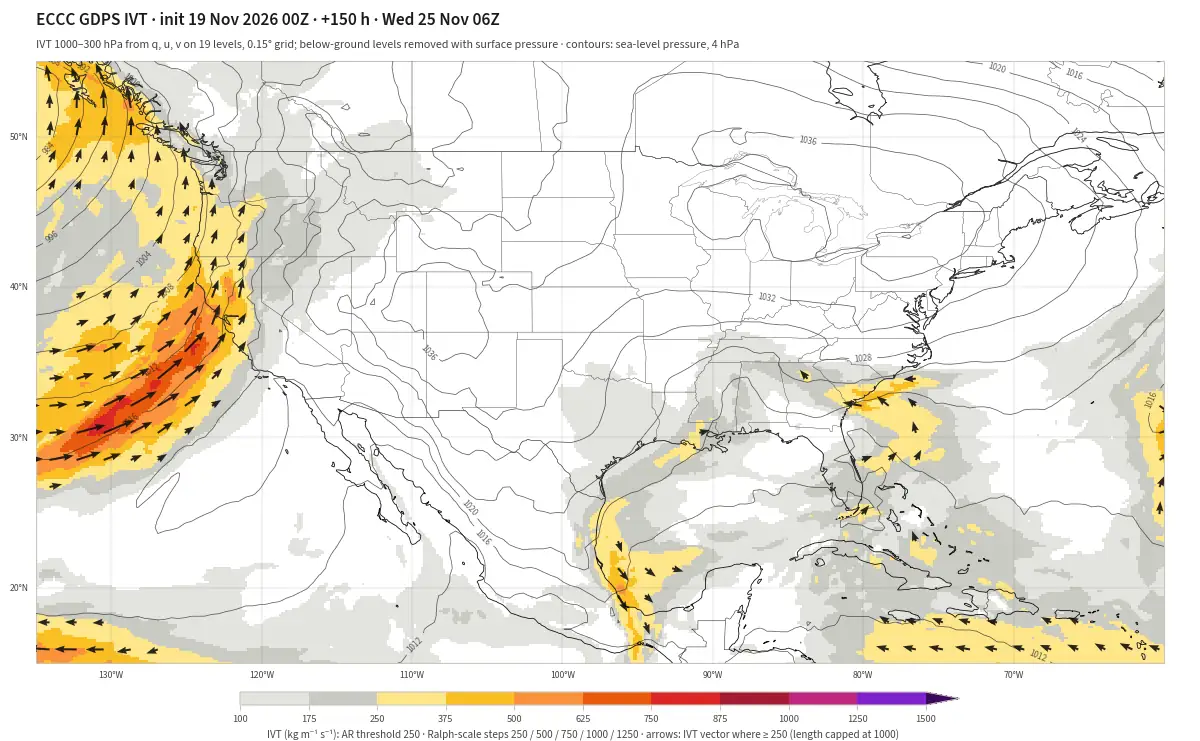 ECCC GDPS IVT · init 19 Nov 2026 00Z · +150 h · Wed 25 Nov 06Z
IVT 1000–300 hPa from q, u, v on 19 levels, 0.15° grid; below-ground levels removed with surface pressure · contours: sea-level pressure, 4 hPa
1020
1016
50°N
1036
1024
984
996
1004
40°N
1008
1032
1036
1028
1012
1016
1016
30°N
1020
1016
20°N
1012
1012
130°W 120°W 110°W 100°W 90°W 80°W 70°W
100 175 250 375 500 625 750 875 1000 1250 1500
IVT (kg m⁻¹ s⁻¹): AR threshold 250 · Ralph-scale steps 250 / 500 / 750 / 1000 / 1250 · arrows: IVT vector where ≥ 250 (length capped at 1000)